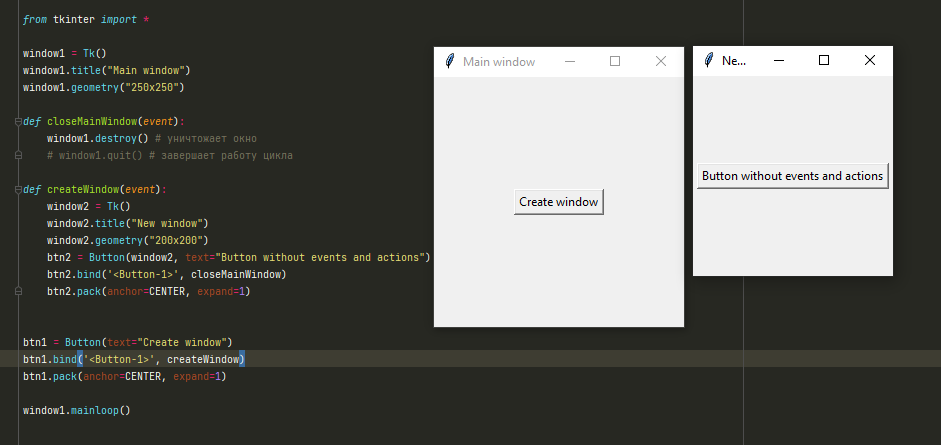 from tkinter import *
window1 = Tk()
window1.title("Main window")
window1.geometry("250x250")
def closeMainWindow(event):
window1.destroy() # уничтожает окно
# window1.quit() # завершает работу цикла
def createWindow(event):
window2 = Tk()
window2.title("New window")
window2.geometry("200x200")
btn2 = Button(window2, text="Button without events and actions")
btn2.bind('<Button-1>', closeMainWindow)
btn2.pack(anchor=CENTER, expand=1)
btn1 = Button(text="Create window")
btn1.bind('<Button-1>', createWindow)
btn1.pack(anchor=CENTER, expand=1)
window1.mainloop()
Main window
Create window
Ne...
Button without events and actions